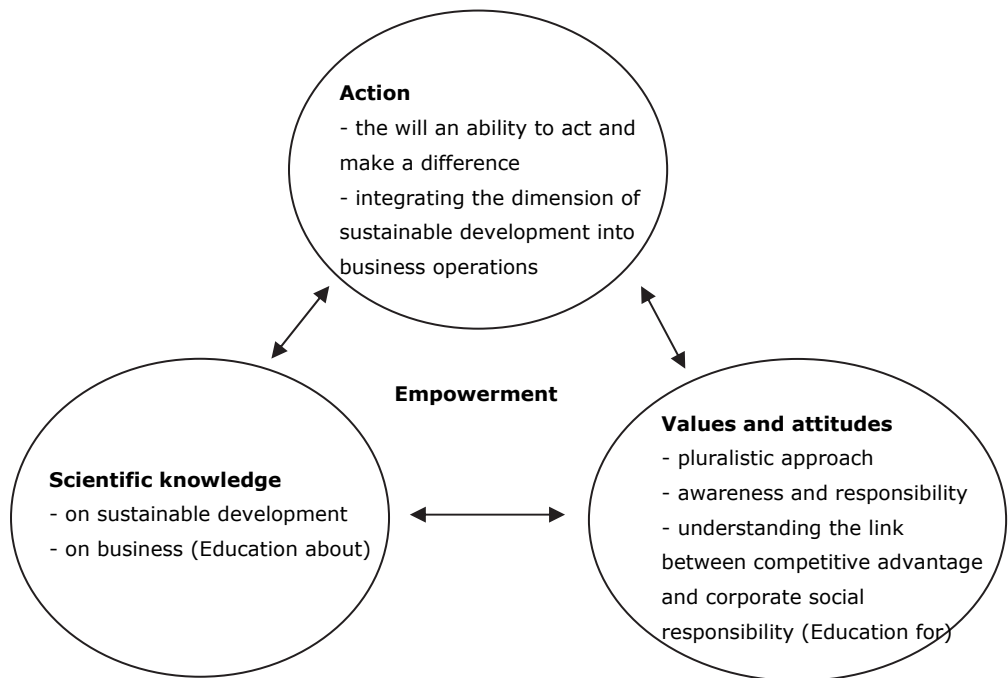 Action
- the will an ability to act and
make a difference
- integrating the dimension of
sustainable development into
business operations
Empowerment
Scientific knowledge
- on sustainable development
- on business (Education about)
Values and attitudes
- pluralistic approach
- awareness and responsibility
- understanding the link
between competitive advantage
and corporate social
responsibility (Education for)